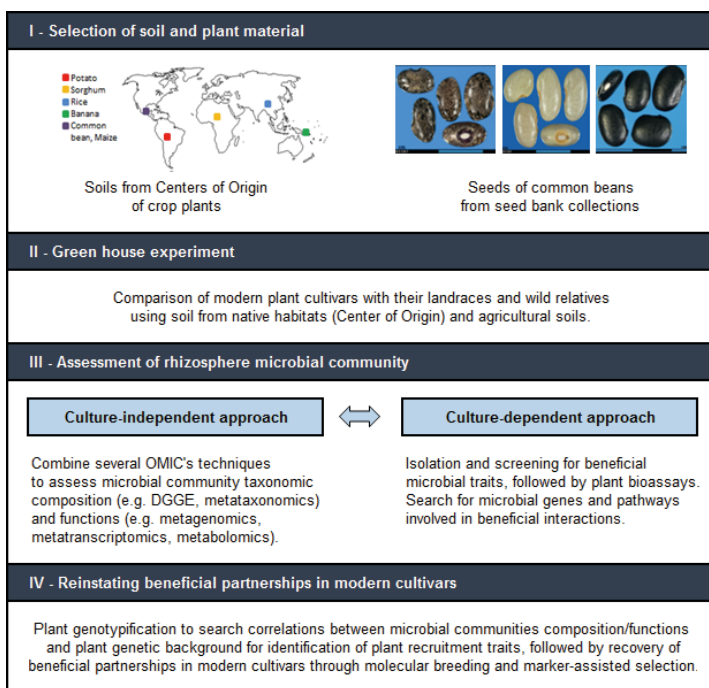 I - Selection of soil and plant material
Potato
Sorghum
Rice
Banana
Common
bean, Maize
Soils from Centers of Origin
of crop plants
Seeds of common beans
from seed bank collections
II - Green house experiment
Comparison of modern plant cultivars with their landraces and wild relatives
using soil from native habitats (Center of Origin) and agricultural soils.
III - Assessment of rhizosphere microbial community
Culture-independent approach
Combine several OMIC's techniques
to assess microbial community taxonomic
composition (e.g. DGGE, metataxonomics)
and functions (e.g. metagenomics,
metatranscriptomics, metabolomics).
Culture-dependent approach
Isolation and screening for beneficial
microbial traits, followed by plant bioassays.
Search for microbial genes and pathways
involved in beneficial interactions.
IV - Reinstating beneficial partnerships in modern cultivars
Plant genotypification to search correlations between microbial communities composition/functions
and plant genetic background for identification of plant recruitment traits, followed by recovery of
beneficial partnerships in modern cultivars through molecular breeding and marker-assisted selection.